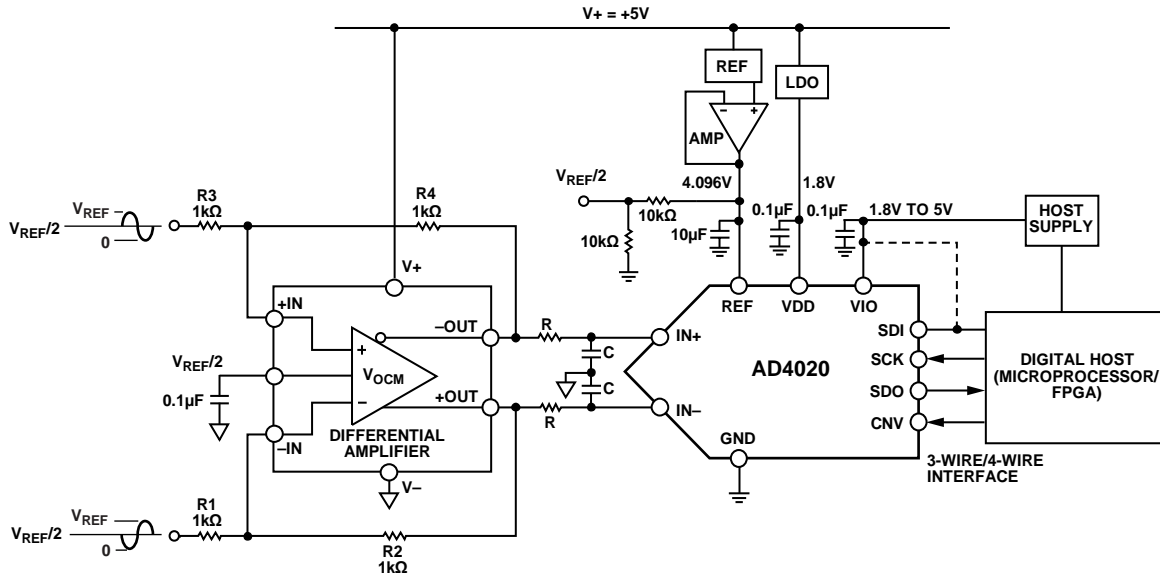 V+ = +5V
REF
LDO
AMP
VREF/2
4.096V
1.8V
10kΩ
10kΩ
10µF
0.1µF
0.1µF
1.8V TO 5V
HOST
SUPPLY
R3
1kΩ
R4
1kΩ
VREF
VREF/2
0
V+
+IN
–OUT
R
C
VREF/2
0.1µF
+
VOCM
–
C
+OUT
–IN
R
DIFFERENTIAL
AMPLIFIER
V–
R1
1kΩ
VREF
VREF/2
0
R2
1kΩ
REF
VDD
VIO
IN+
IN–
AD4020
GND
SDI
SCK
SDO
CNV
DIGITAL HOST
(MICROPROCESSOR/
FPGA)
3-WIRE/4-WIRE
INTERFACE
–
+